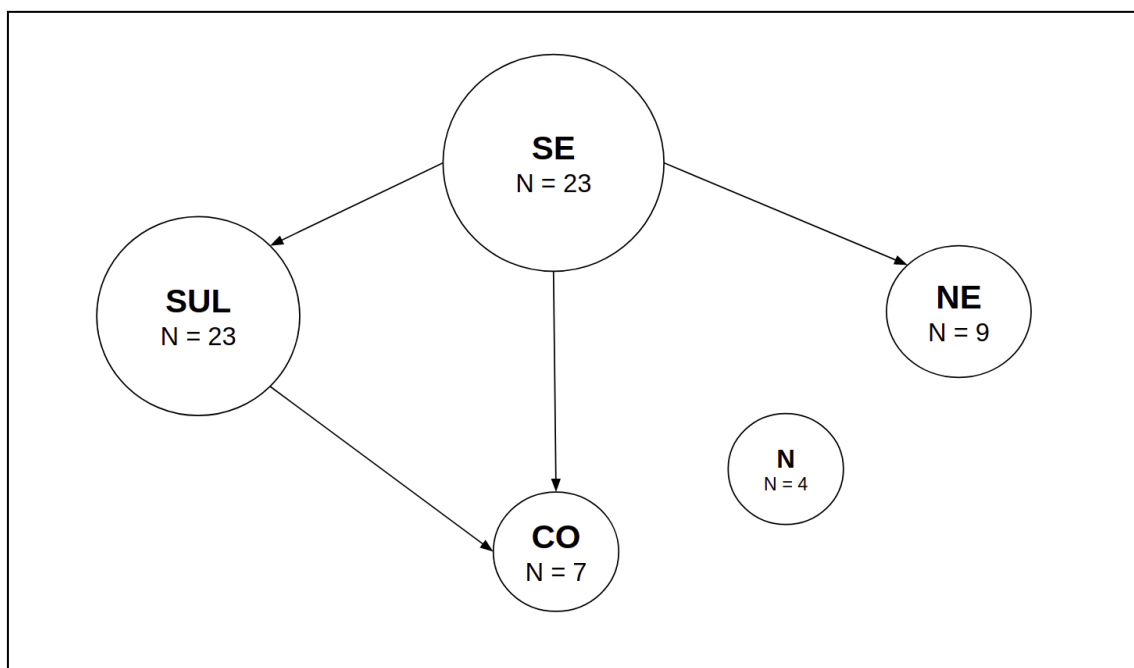 SE
N = 23
SUL
N = 23
NE
N = 9
N
N = 4
CO
N = 7